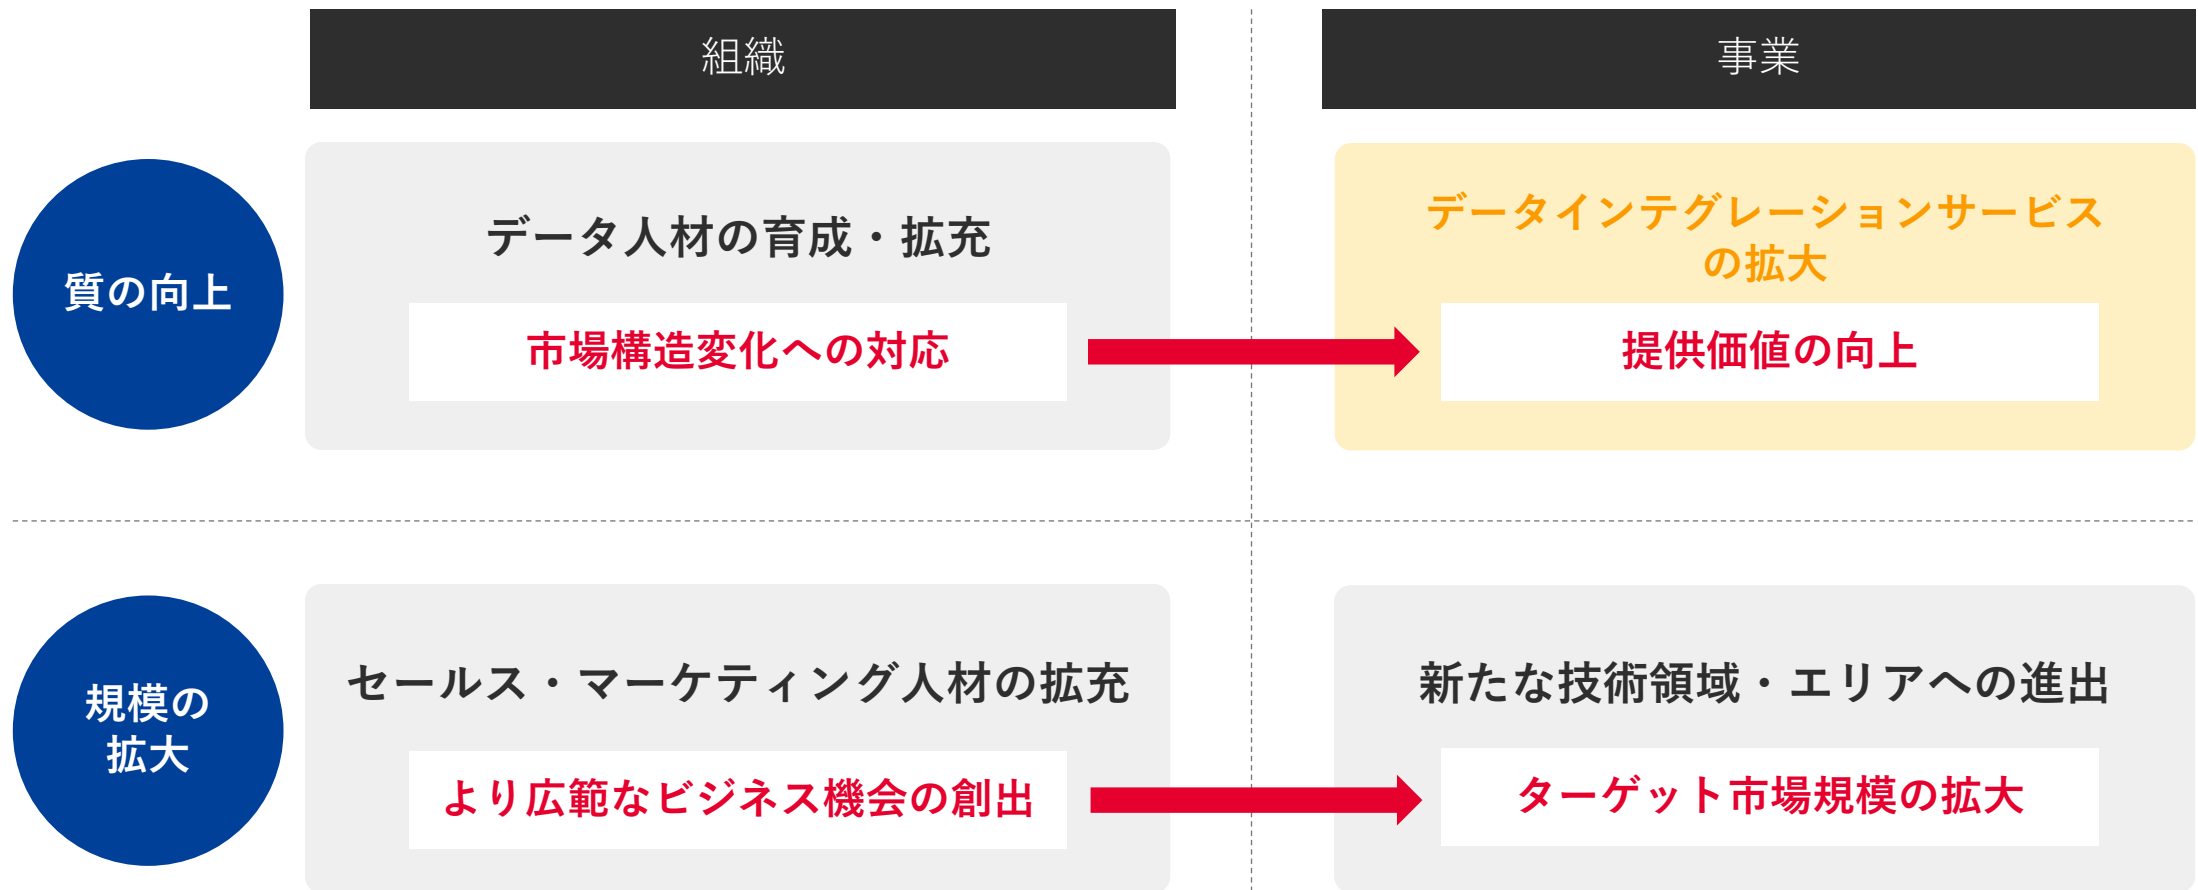 組織
事業
質の向上
データ人材の育成・拡充
市場構造変化への対応
データインテグレーションサービス
の拡大
提供価値の向上
規模の
拡大
セールス・マーケティング人材の拡充
より広範なビジネス機会の創出
新たな技術領域・エリアへの進出
ターゲット市場規模の拡大